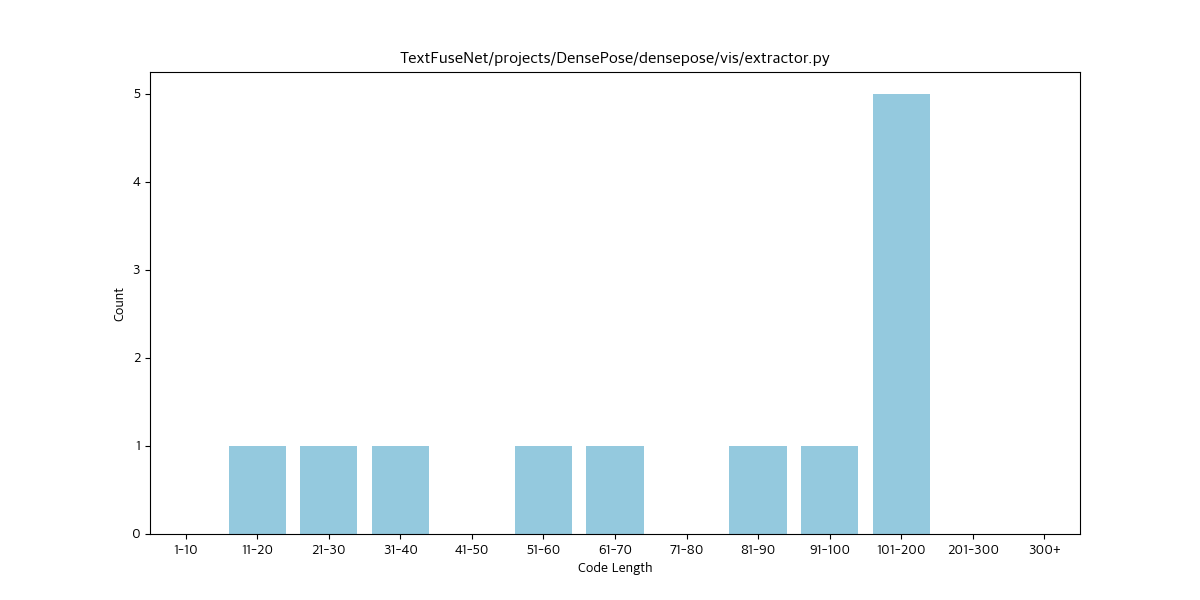 TextFuseNet/projects/DensePose/densepose/vis/extractor.py
5
4
3
2
1
0
Count
1-10 11-20 21-30 31-40 41-50 51-60 61-70 71-80 81-90 91-100 101-200 201-300 300+
Code Length